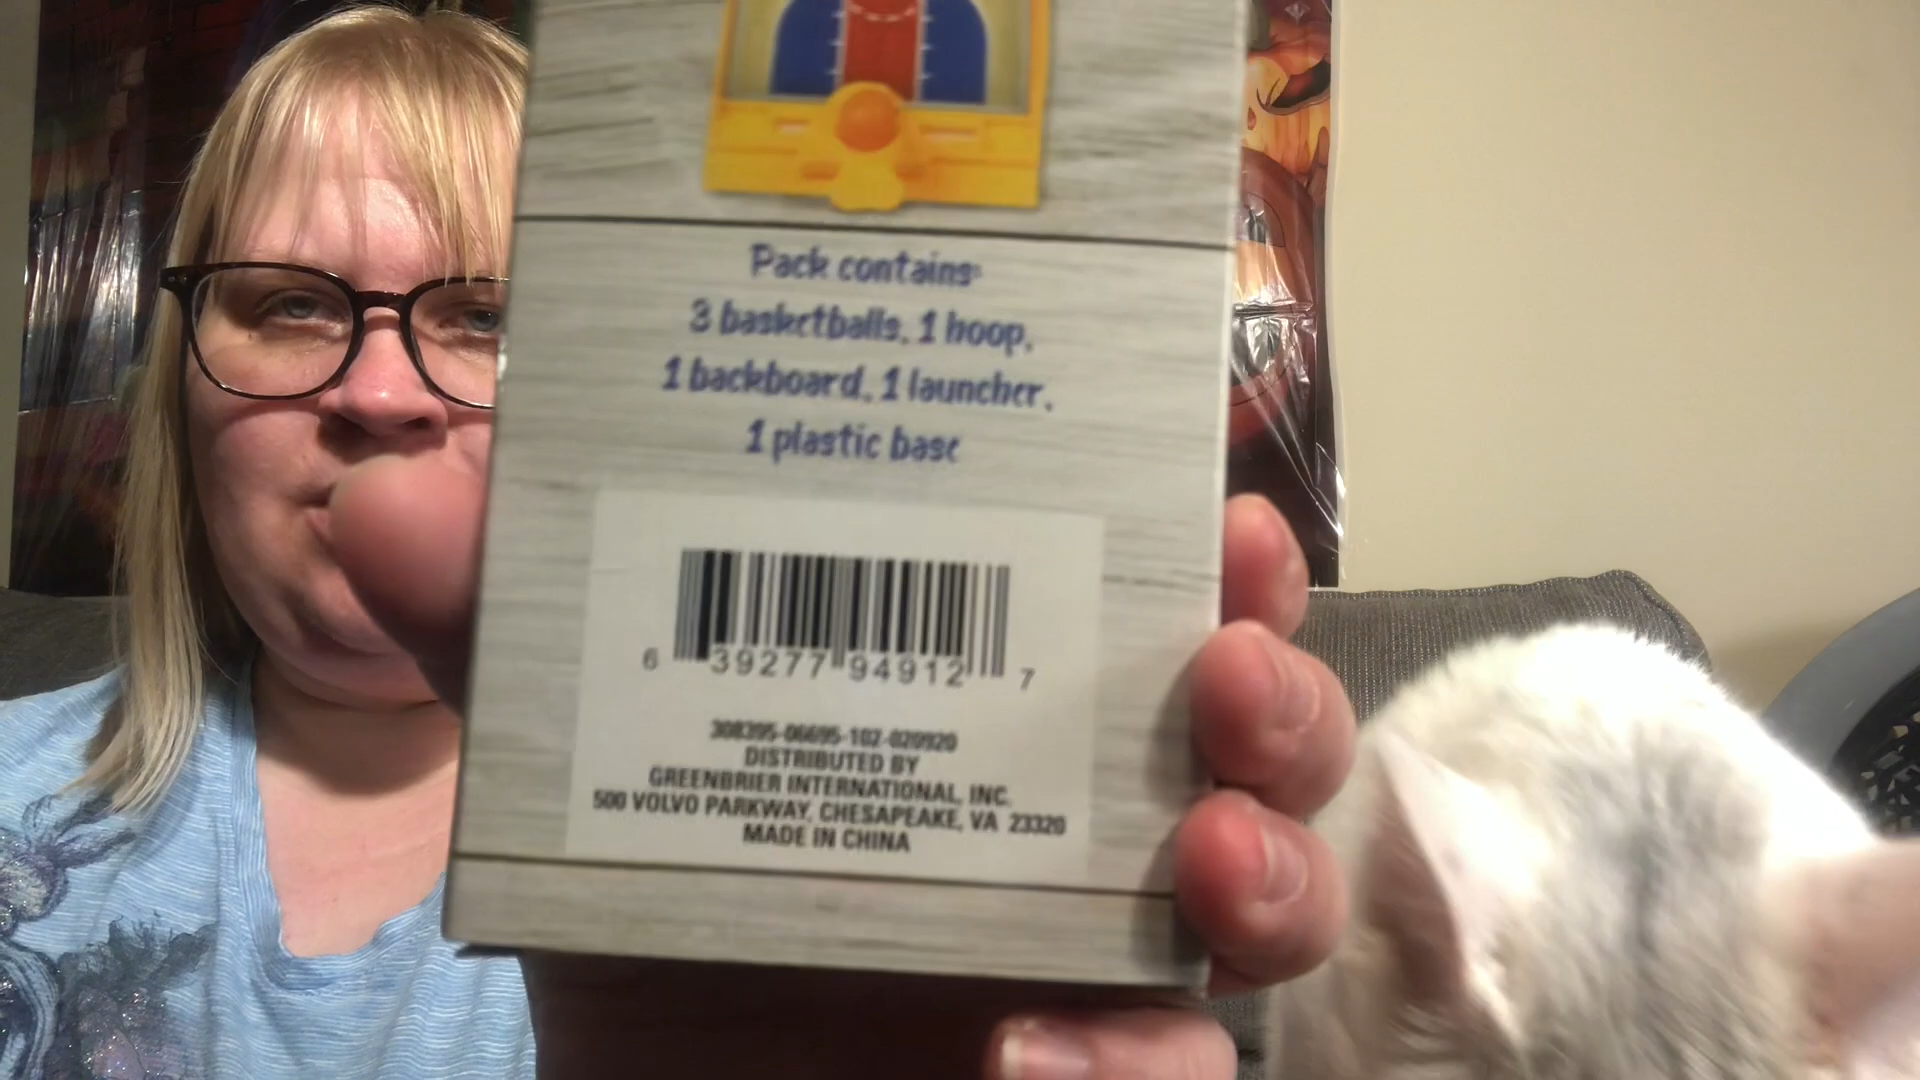 Pack contains:
3 basketballs, 1 hoop,
1 backboard, 1 launcher,
1 plastic base
6 39277 94912 7
308395-06695-102-020920
DISTRIBUTED BY
GREENBRIER INTERNATIONAL, INC.
500 VOLVO PARKWAY, CHESAPEAKE, VA 23320
MADE IN CHINA